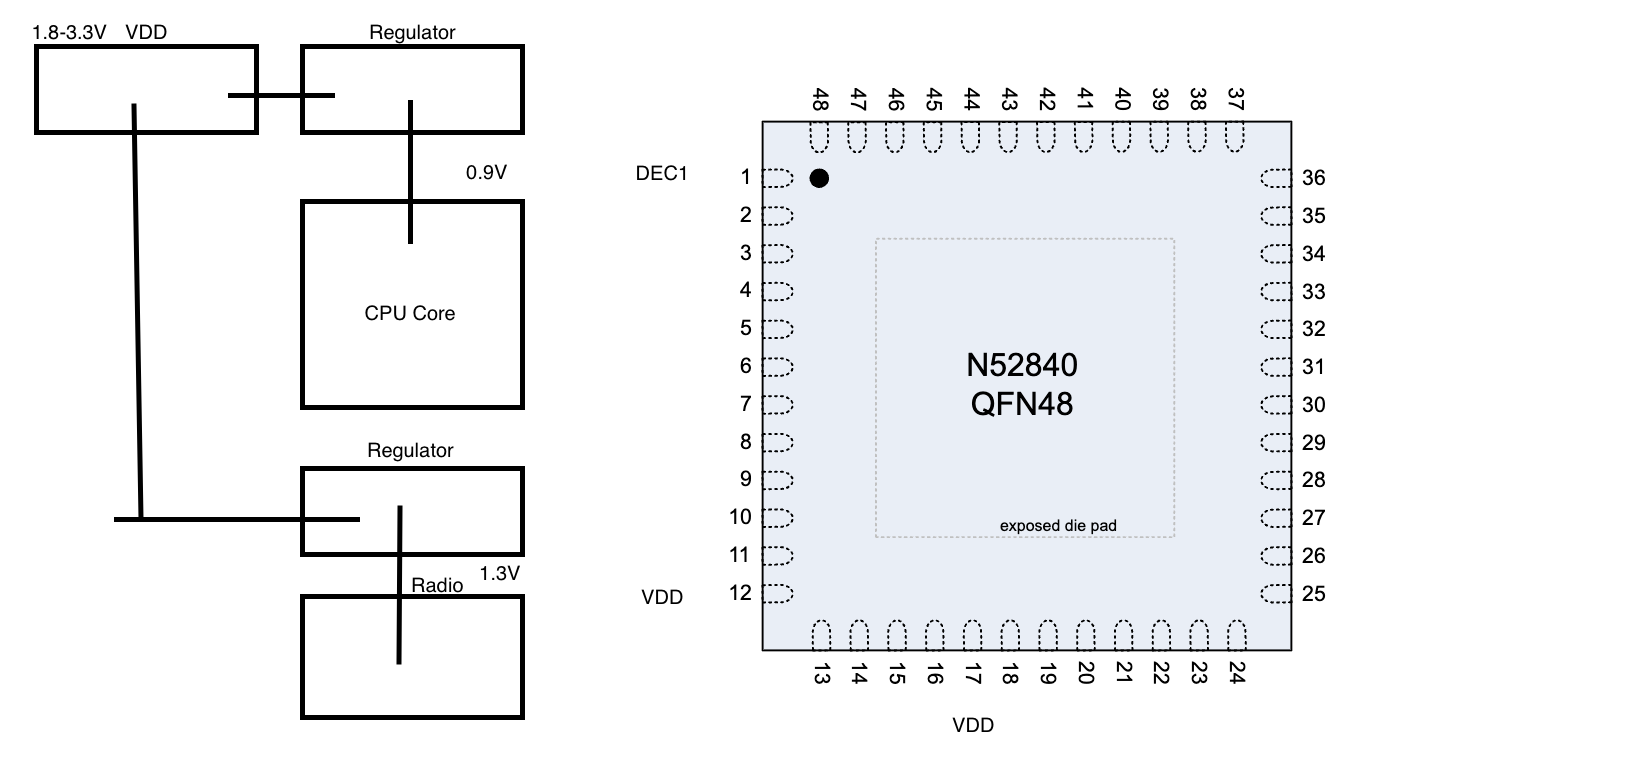 1.8-3.3V VDD
Regulator
0.9V
CPU Core
Regulator
1.3V
Radio
48 47 46 45 44 43 42 41 40 39 38 37
DEC1
1
2
3
4
5
6
7
8
9
10
11
12
VDD
N52840
QFN48
exposed die pad
36
35
34
33
32
31
30
29
28
27
26
25
13 14 15 16 17 18 19 20 21 22 23 24
VDD